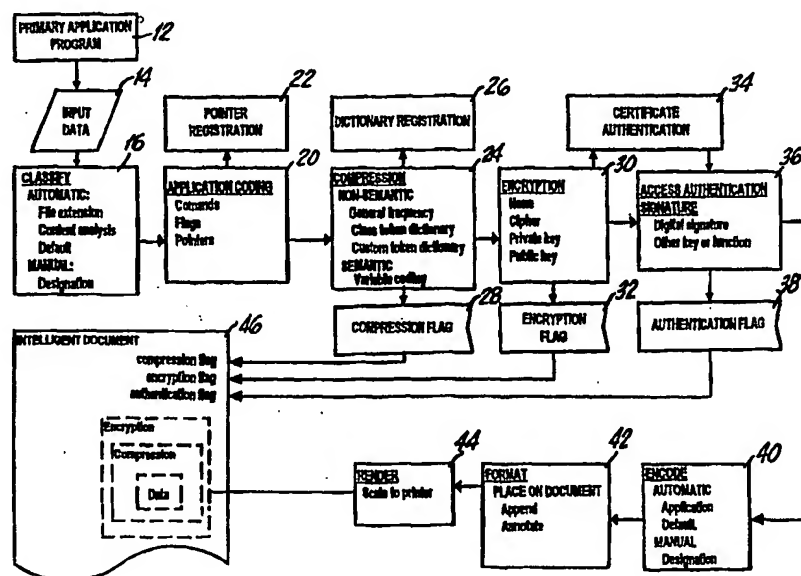 PRIMARY APPLICATION
PROGRAM
12
14
INPUT
DATA
22
POINTER
REGISTRATION
26
DICTIONARY REGISTRATION
34
CERTIFICATE
AUTHENTICATION
16
CLASSIFY
AUTOMATIC:
File extension
Content analysis
Default
MANUAL:
Designation
20
APPLICATION CODING
Comands
Flags
Pointers
24
COMPRESSION
NON-SEMANTIC
General frequency
Class token dictionary
Custom token dictionary
SEMANTIC
Variable coding
30
ENCRYPTION
None
Cipher
Private key
Public key
36
ACCESS AUTHENTICATION
SIGNATURE
Digital signature
Other key or function
28
COMPRESSION FLAG
32
ENCRYPTION
FLAG
38
AUTHENTICATION FLAG
46
INTELLIGENT DOCUMENT
compression flag
encryption flag
authentication flag
Encryption
Compression
Data
44
RENDER
Scale to printer
42
FORMAT
PLACE ON DOCUMENT
Append
Annotate
40
ENCODE
AUTOMATIC
Application
Default
MANUAL
Designation